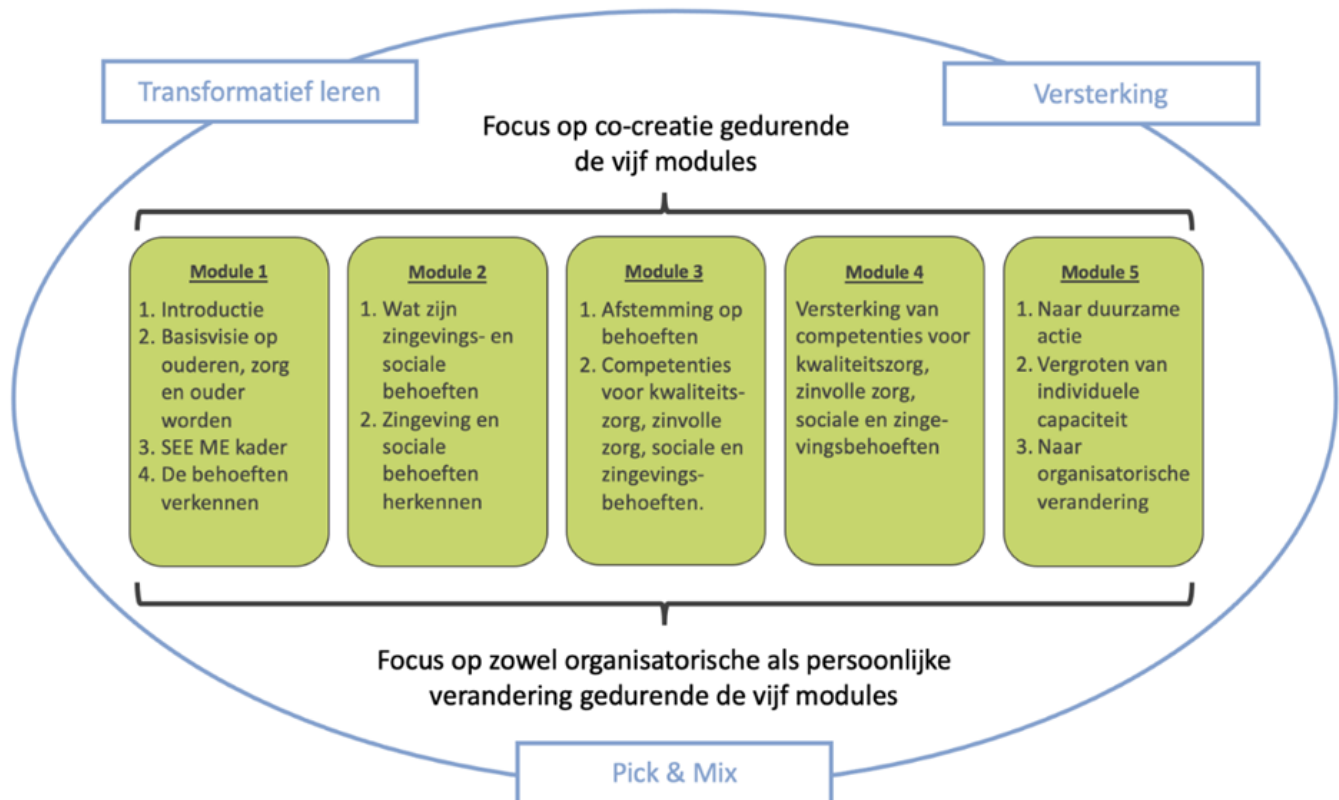 Transformatief leren
Versterking
Focus op co-creatie gedurende
de vijf modules
Module 1
1. Introductie
2. Basisvisie op
ouderen, zorg
en ouder
worden
3. SEE ME kader
4. De behoeften
verkennen
Module 2
1. Wat zijn
zingevings- en
sociale
behoeften
2. Zingeving en
sociale
behoeften
herkennen
Module 3
1. Afstemming op
behoeften
2. Competenties
voor kwaliteits-
zorg, zinvolle
zorg, sociale en
zingevings-
behoeften.
Module 4
Versterking van
competenties voor
kwaliteitszorg,
zinvolle zorg,
sociale en zinge-
vingsbehoeften
Module 5
1. Naar duurzame
actie
2. Vergroten van
individuele
capaciteit
3. Naar
organisatorische
verandering
Focus op zowel organisatorische als persoonlijke
verandering gedurende de vijf modules
Pick & Mix